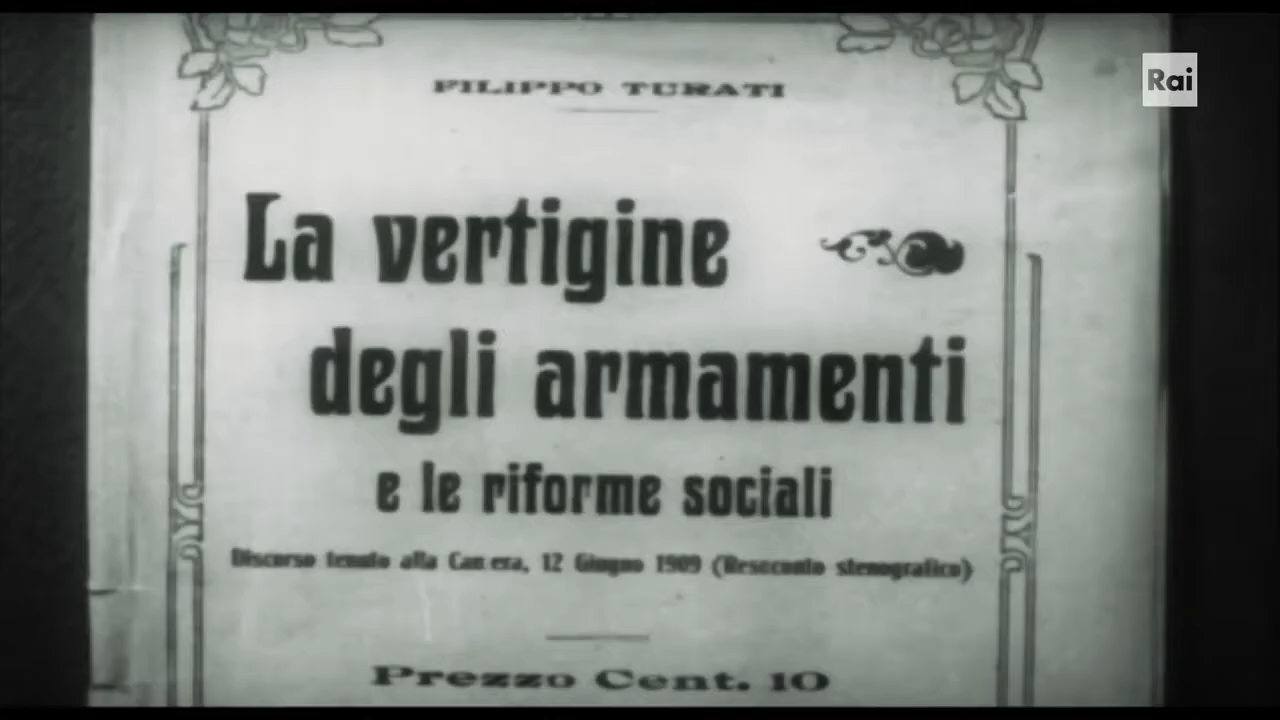 Rai
FILIPPO TURATI
La vertigine
degli armamenti
e le riforme sociali
Discorso tenuto alla Camera, 12 Giugno 1909 (Resoconto stenografico)
Prezzo Cent. 10